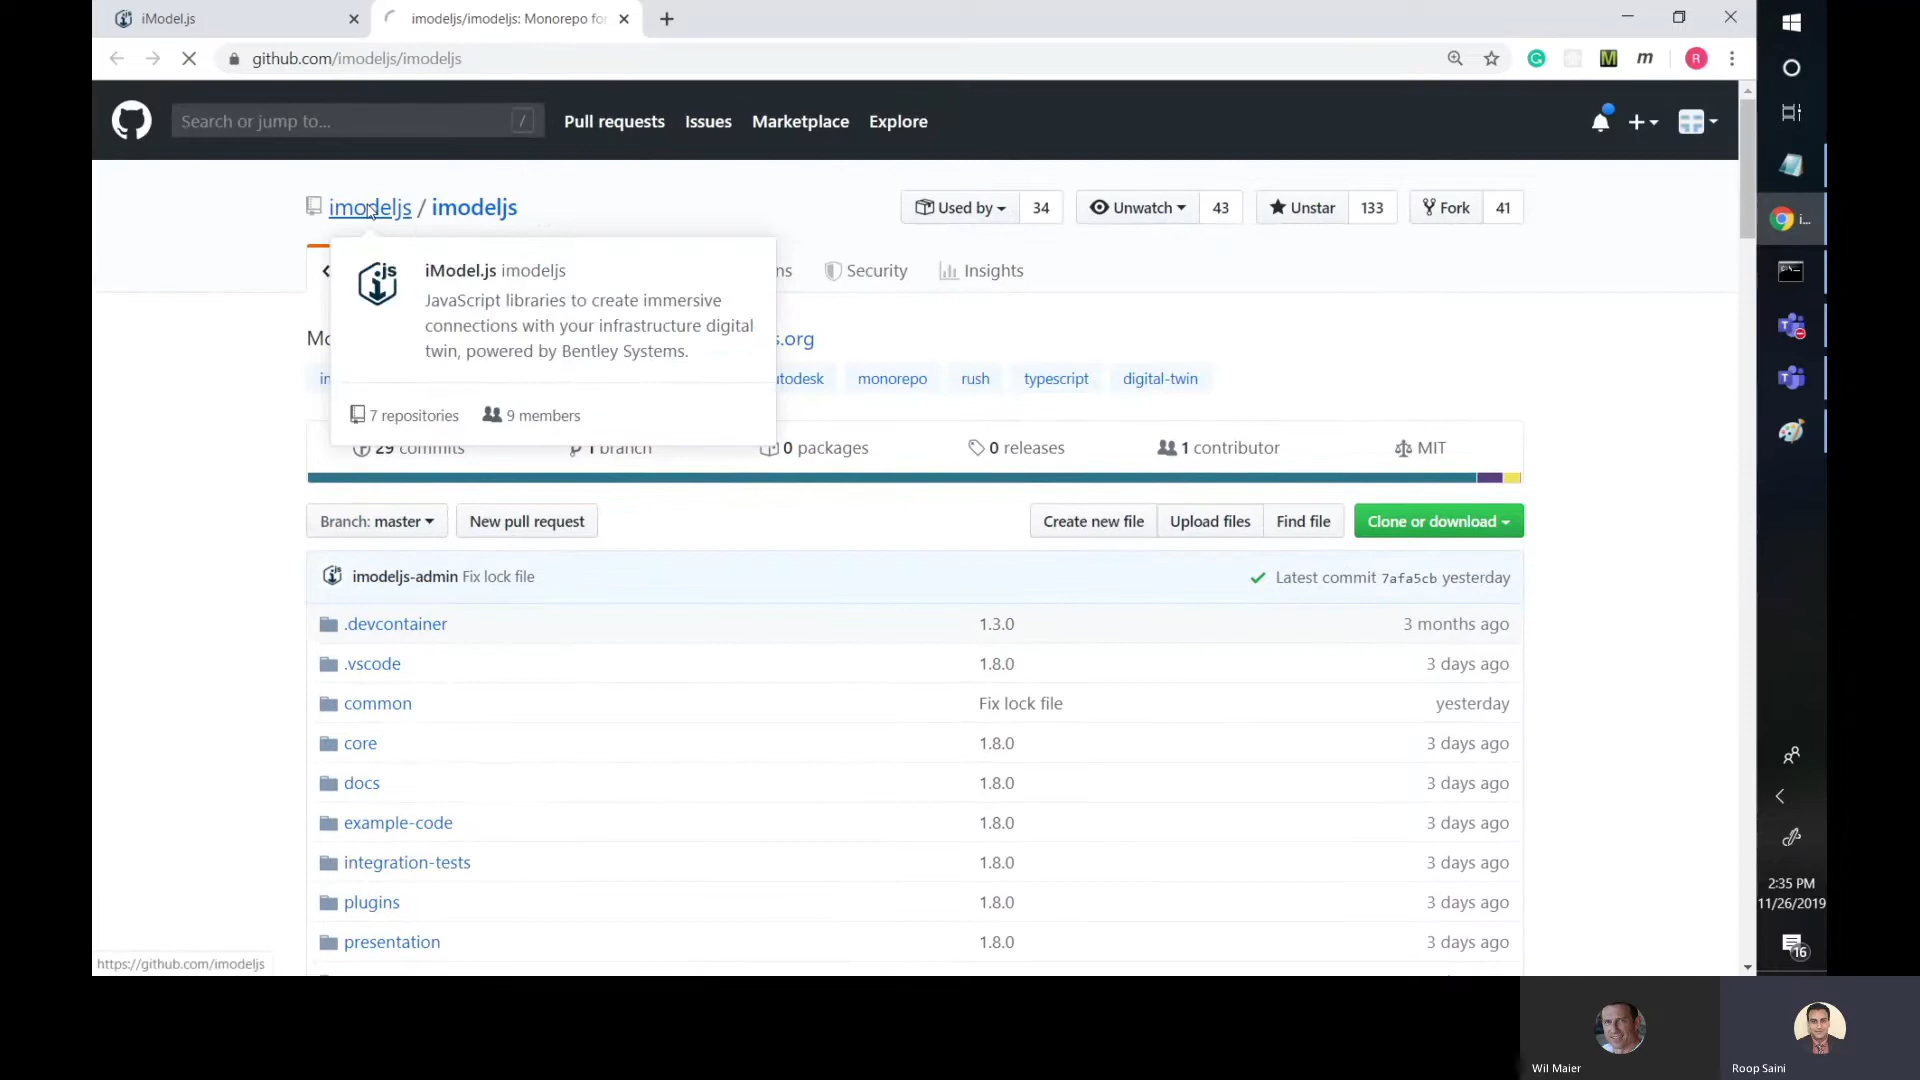 iModel.js
imodeljs/imodeljs: Monorepo for
github.com/imodeljs/imodeljs
R
Search or jump to...
/
Pull requests
Issues
Marketplace
Explore
imodeljs / imodeljs
Used by
34
Unwatch
43
Unstar
133
Fork
41
iModel.js imodeljs
JavaScript libraries to create immersive
connections with your infrastructure digital
twin, powered by Bentley Systems.
7 repositories
9 members
Security
Insights
monorepo
rush
typescript
digital-twin
29 commits
1 branch
0 packages
0 releases
1 contributor
MIT
Branch: master
New pull request
Create new file
Upload files
Find file
Clone or download
imodeljs-admin Fix lock file
Latest commit 7afa5cb yesterday
.devcontainer
1.3.0
3 months ago
.vscode
1.8.0
3 days ago
common
Fix lock file
yesterday
core
1.8.0
3 days ago
docs
1.8.0
3 days ago
example-code
1.8.0
3 days ago
integration-tests
1.8.0
3 days ago
plugins
1.8.0
3 days ago
presentation
1.8.0
3 days ago
https://github.com/imodeljs
i...
2:35 PM
11/26/2019
16
Wil Maier
Roop Saini